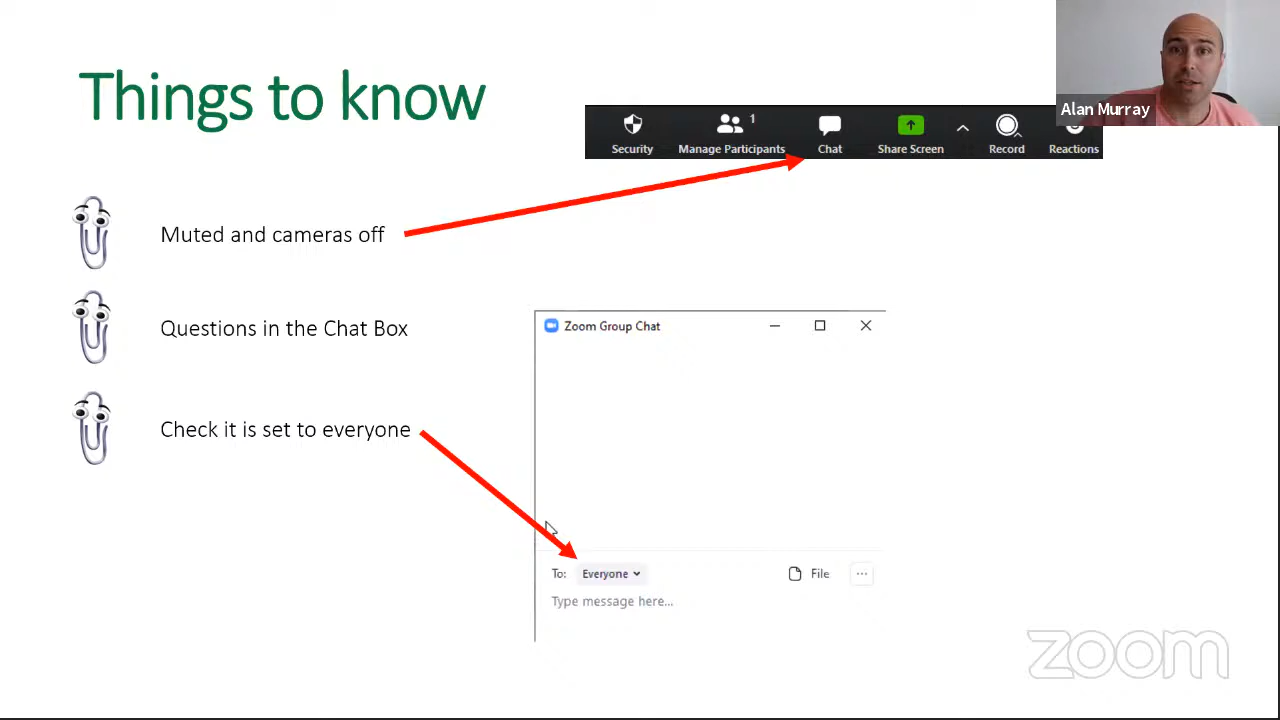 Things to know
Alan Murray
1
Security Manage Participants Chat Share Screen Record Reactions
Muted and cameras off
Questions in the Chat Box
Zoom Group Chat
Check it is set to everyone
To: Everyone File ...
Type message here...
zoom